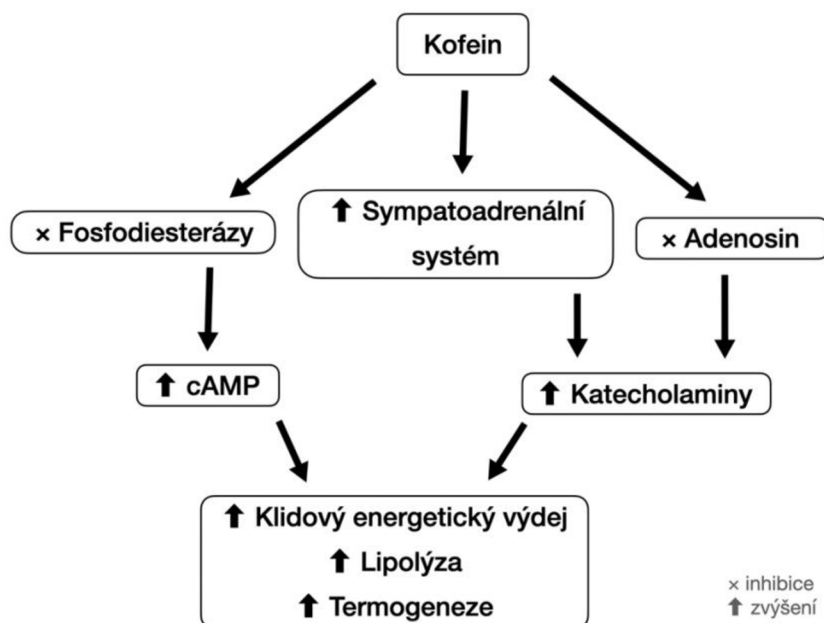 Kofein
× Fosfodiesterázy
⬆ Sympatoadrenální
systém
× Adenosin
⬆ cAMP
⬆ Katecholaminy
⬆ Klidový energetický výdej
⬆ Lipolýza
⬆ Termogeneze
× inhibice
⬆ zvýšení